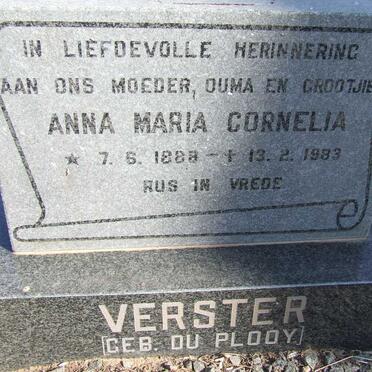 IN LIEFDEVOLLE HERINNERING
AAN ONS MOEDER, OUMA EN GROOTJIE
ANNA MARIA CORNELIA
★ 7. 6. 1888 – ✝ 13. 2. 1983
RUS IN VREDE
VERSTER
[GEB. DU PLOOY]